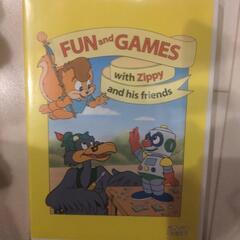 FUN and GAMES
with Zippy
and his friends